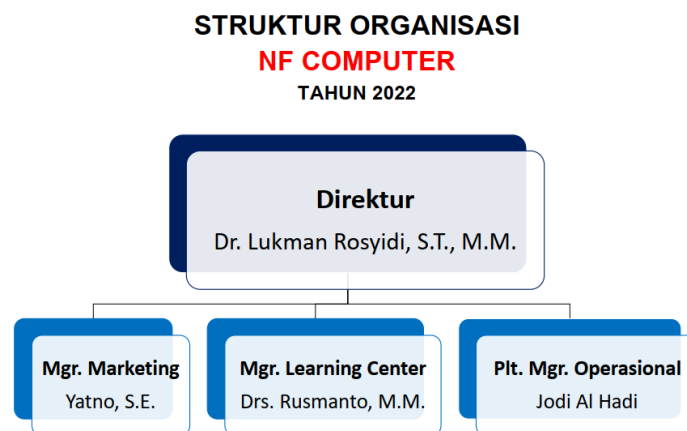 STRUKTUR ORGANISASI
NF COMPUTER
TAHUN 2022
Direktur
Dr. Lukman Rosyidi, S.T., M.M.
Mgr. Marketing
Yatno, S.E.
Mgr. Learning Center
Drs. Rusmanto, M.M.
Plt. Mgr. Operasional
Jodi Al Hadi